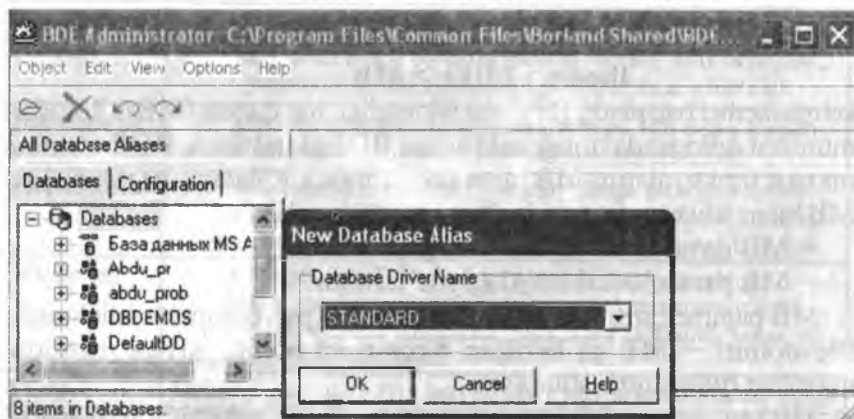 BDE Administrator C:\Program Files\Common Files\Borland Shared\BDE...
Object Edit View Options Help
All Database Aliases
Databases Configuration
Databases
База данных MS A
Abdu_pr
abdu_prob
DBDEMOS
DefaultDD
8 items in Databases.
New Database Alias
Database Driver Name
STANDARD
OK Cancel Help